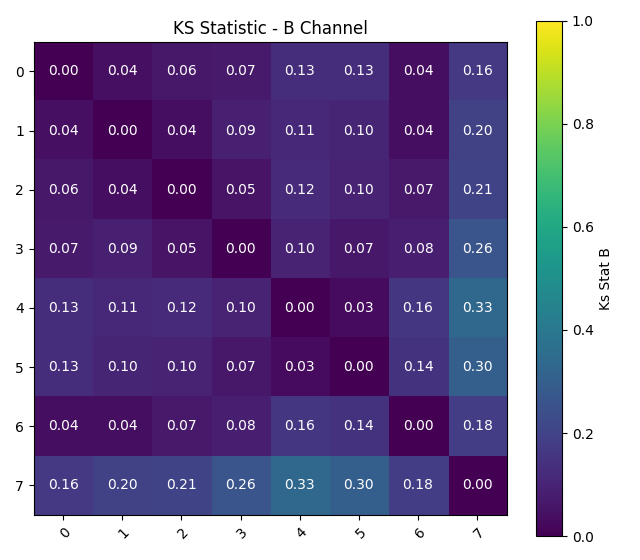 KS Statistic - B Channel
0 0.00 0.04 0.06 0.07 0.13 0.13 0.04 0.16
1 0.04 0.00 0.04 0.09 0.11 0.10 0.04 0.20
2 0.06 0.04 0.00 0.05 0.12 0.10 0.07 0.21
3 0.07 0.09 0.05 0.00 0.10 0.07 0.08 0.26
4 0.13 0.11 0.12 0.10 0.00 0.03 0.16 0.33
5 0.13 0.10 0.10 0.07 0.03 0.00 0.14 0.30
6 0.04 0.04 0.07 0.08 0.16 0.14 0.00 0.18
7 0.16 0.20 0.21 0.26 0.33 0.30 0.18 0.00
0 1 2 3 4 5 6 7
1.0
0.8
0.6
0.4
0.2
0.0
Ks Stat B